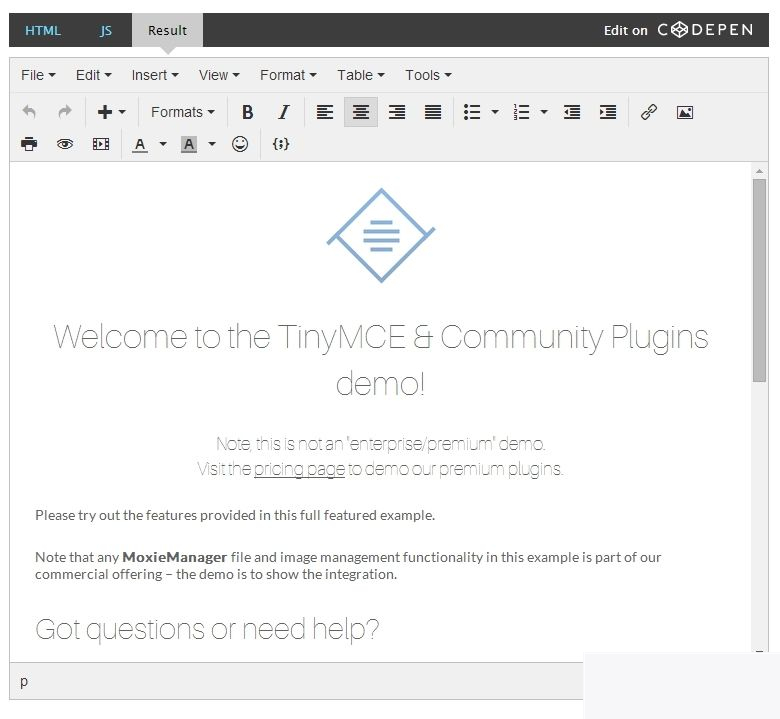 HTML JS Result Edit on CODEPEN
File Edit Insert View Format Table Tools
Formats B I
A A {;}
Welcome to the TinyMCE & Community Plugins
demo!
Note, this is not an "enterprise/premium" demo.
Visit the pricing page to demo our premium plugins.
Please try out the features provided in this full featured example.
Note that any MoxieManager file and image management functionality in this example is part of our
commercial offering – the demo is to show the integration.
Got questions or need help?
p